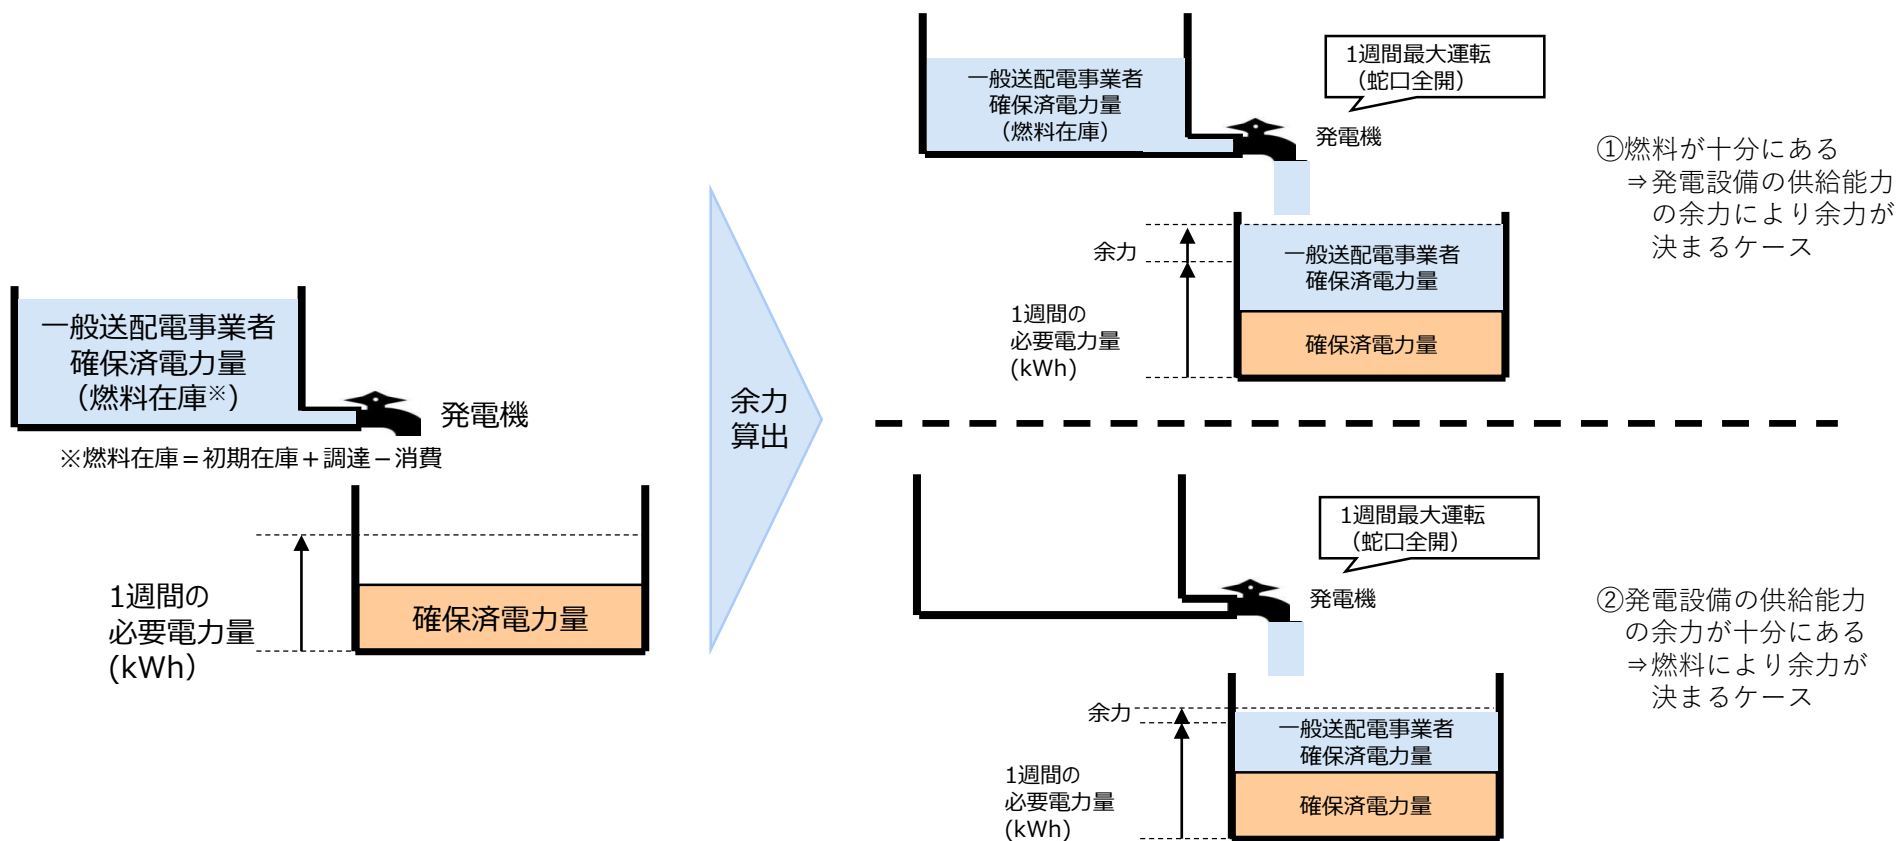 一般送配電事業者
確保済電力量
（燃料在庫※）
発電機
※燃料在庫＝初期在庫＋調達－消費
1週間の
必要電力量
(kWh)
確保済電力量
余力
算出
一般送配電事業者
確保済電力量
（燃料在庫）
1週間最大運転
（蛇口全開）
発電機
余力
1週間の
必要電力量
(kWh)
一般送配電事業者
確保済電力量
確保済電力量
①燃料が十分にある
⇒発電設備の供給能力
の余力により余力が
決まるケース
1週間最大運転
（蛇口全開）
発電機
余力
1週間の
必要電力量
(kWh)
一般送配電事業者
確保済電力量
確保済電力量
②発電設備の供給能力
の余力が十分にある
⇒燃料により余力が
決まるケース